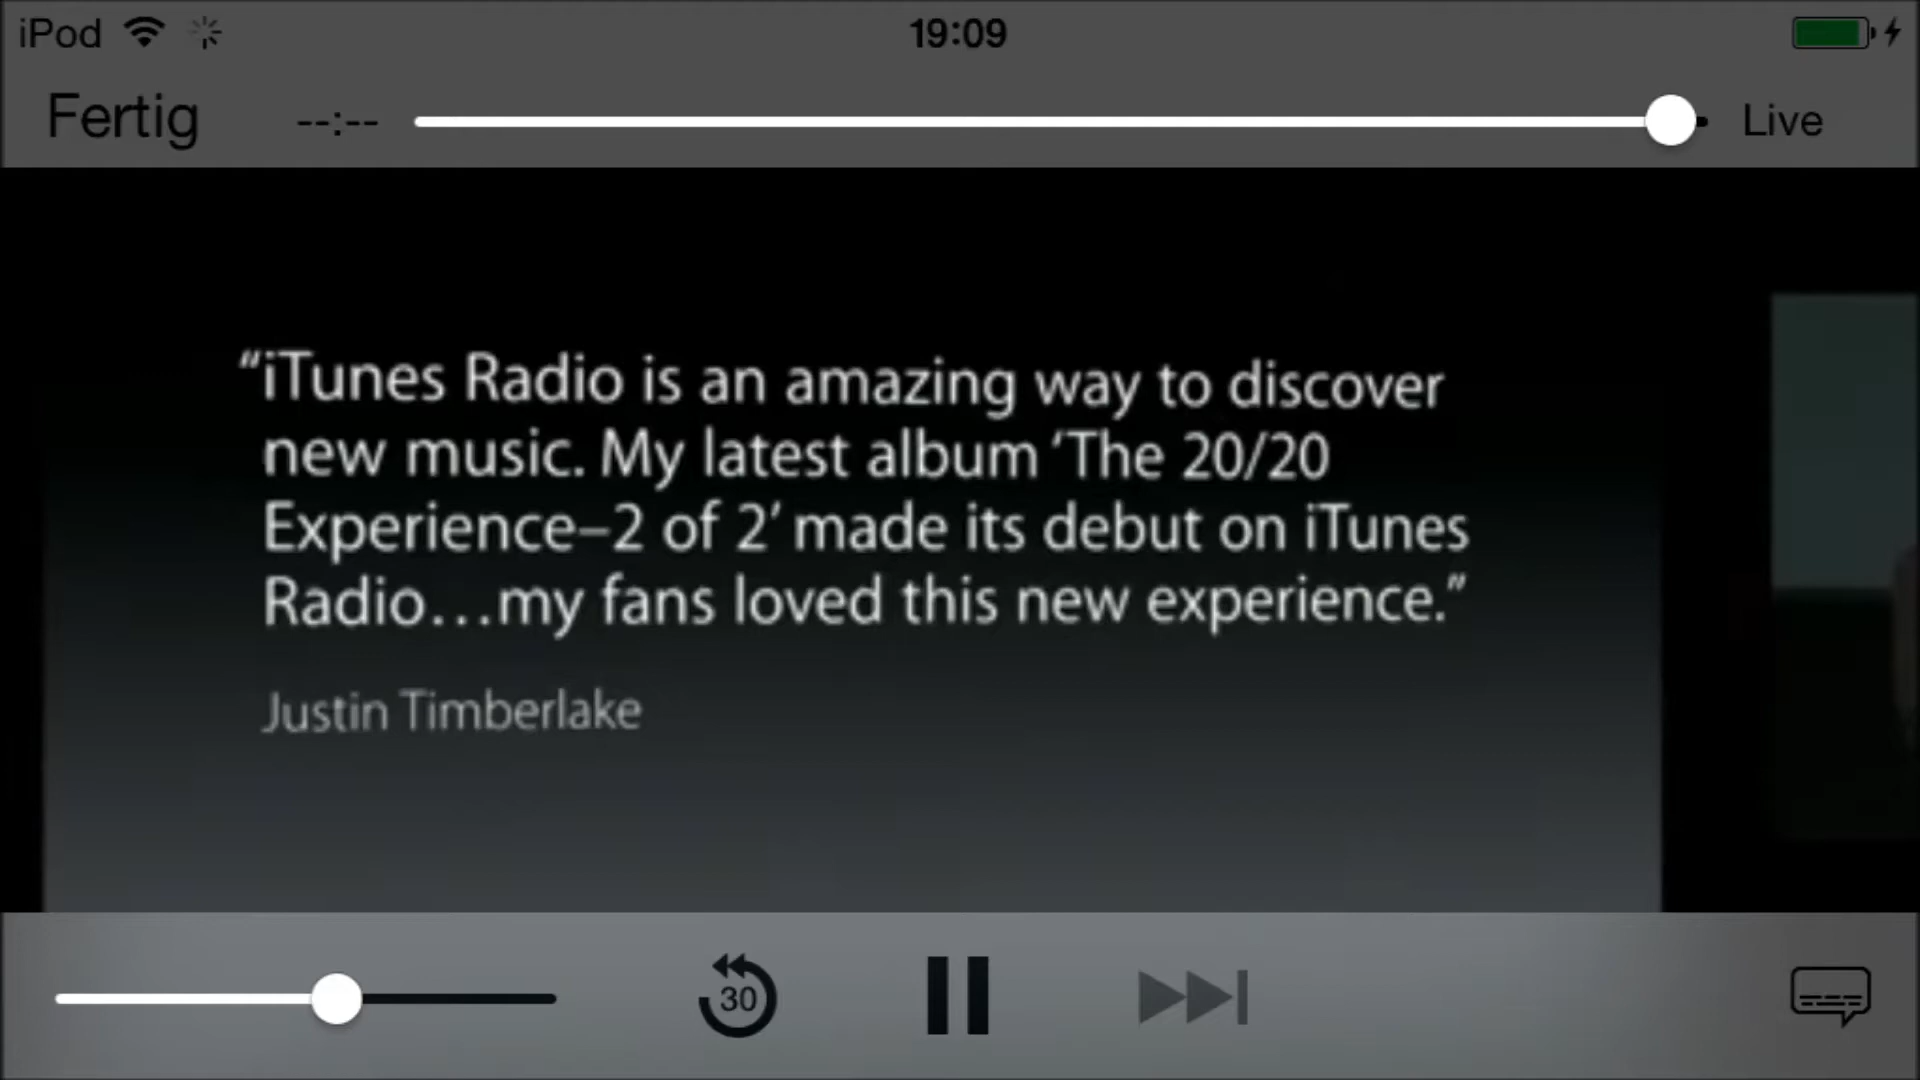 iPod 19:09
Fertig --:-- Live
“iTunes Radio is an amazing way to discover
new music. My latest album ‘The 20/20
Experience–2 of 2’ made its debut on iTunes
Radio…my fans loved this new experience.”
Justin Timberlake
30